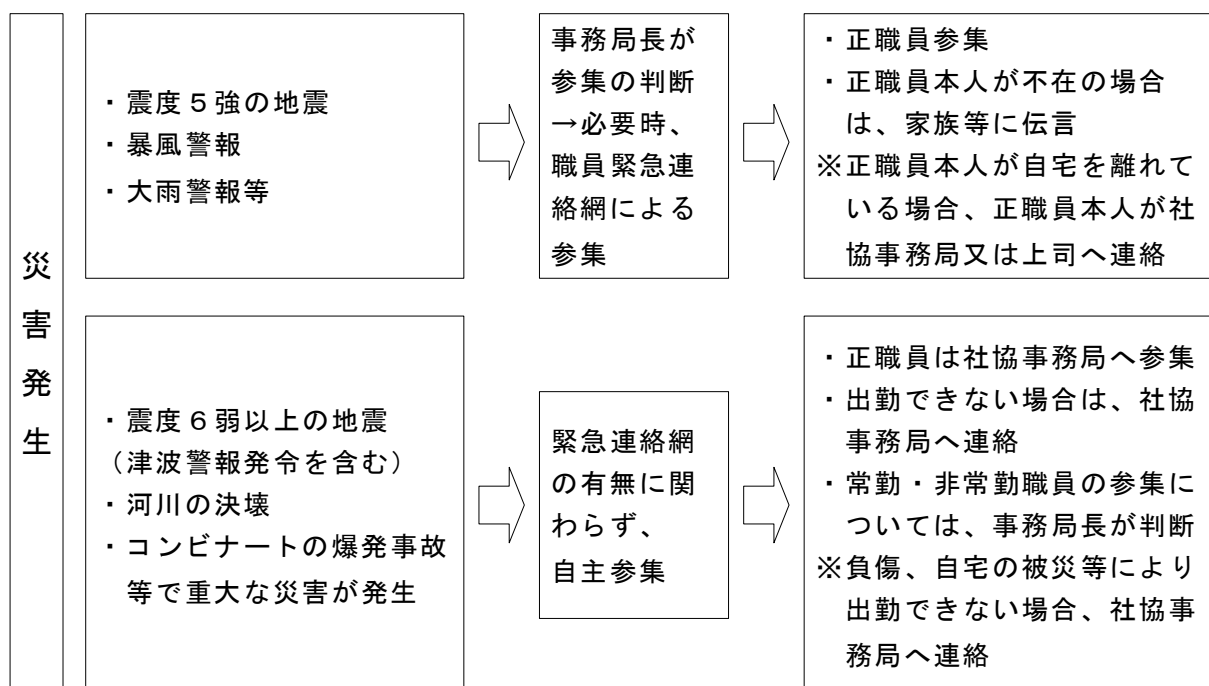 災害発生
・震度５強の地震
・暴風警報
・大雨警報等
事務局長が
参集の判断
→必要時、
職員緊急連
絡網による
参集
・正職員参集
・正職員本人が不在の場合
は、家族等に伝言
※正職員本人が自宅を離れて
いる場合、正職員本人が社
協事務局又は上司へ連絡
・震度６弱以上の地震
（津波警報発令を含む）
・河川の決壊
・コンビナートの爆発事故
等で重大な災害が発生
緊急連絡網
の有無に関
わらず、
自主参集
・正職員は社協事務局へ参集
・出勤できない場合は、社協
事務局へ連絡
・常勤・非常勤職員の参集に
ついては、事務局長が判断
※負傷、自宅の被災等により
出勤できない場合、社協事
務局へ連絡